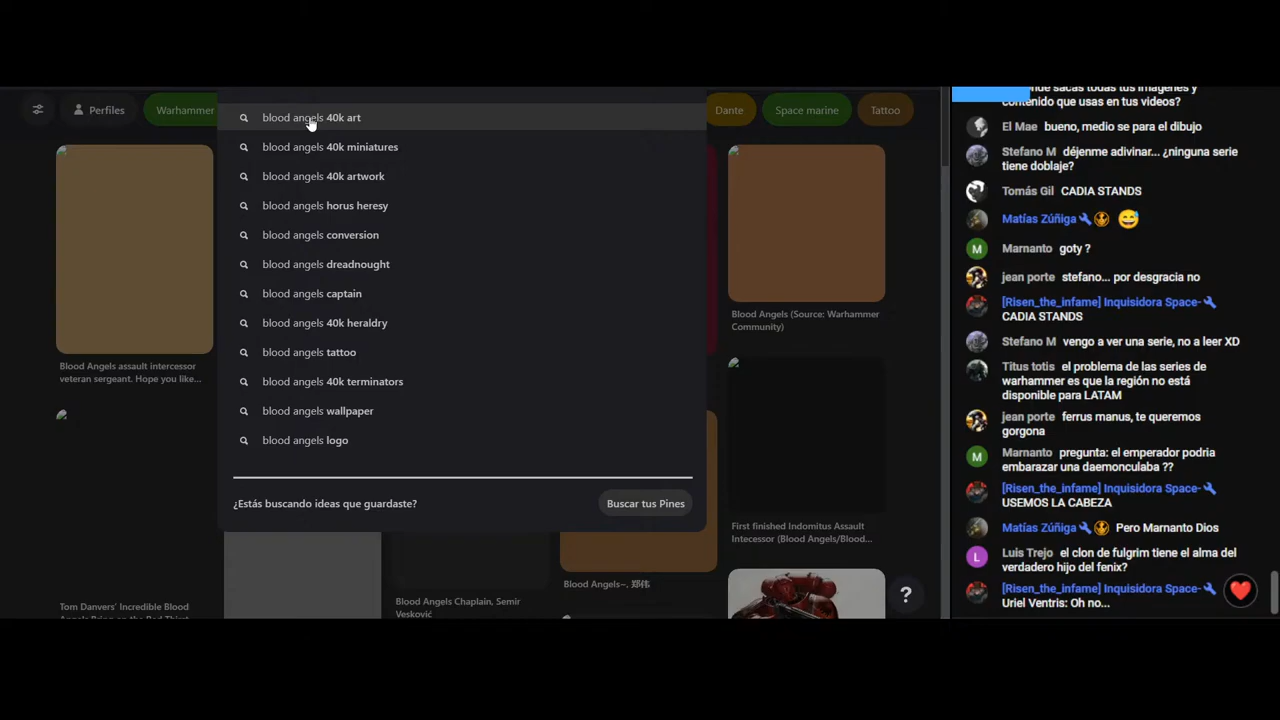 Perfiles
Warhammer
Dante
Space marine
Tattoo
blood angels 40k art
blood angels 40k miniatures
blood angels 40k artwork
blood angels horus heresy
blood angels conversion
blood angels dreadnought
blood angels captain
blood angels 40k heraldry
blood angels tattoo
blood angels 40k terminators
blood angels wallpaper
blood angels logo
¿Estás buscando ideas que guardaste?
Buscar tus Pines
Blood Angels assault intercessor
veteran sergeant. Hope you like...
Tom Danvers' Incredible Blood
Blood Angels Chaplain, Semir
Vesković
Blood Angels~, 郑伟
Blood Angels (Source: Warhammer
Community)
First finished Indomitus Assault
Intecessor (Blood Angels/Blood...
?
sacas todas tus imágenes y
contenido que usas en tus videos?
El Mae bueno, medio se para el dibujo
Stefano M déjenme adivinar... ¿ninguna serie
tiene doblaje?
Tomás Gil CADIA STANDS
Matías Zúñiga 😅
M
Marnanto goty ?
jean porte stefano... por desgracia no
[Risen_the_infame] Inquisidora Space-
CADIA STANDS
Stefano M vengo a ver una serie, no a leer XD
Titus totis el problema de las series de
warhammer es que la región no está
disponible para LATAM
jean porte ferrus manus, te queremos
gorgona
M
Marnanto pregunta: el emperador podria
embarazar una daemonculaba ??
[Risen_the_infame] Inquisidora Space-
USEMOS LA CABEZA
Matías Zúñiga Pero Marnanto Dios
L
Luis Trejo el clon de fulgrim tiene el alma del
verdadero hijo del fenix?
[Risen_the_infame] Inquisidora Space-
Uriel Ventris: Oh no...